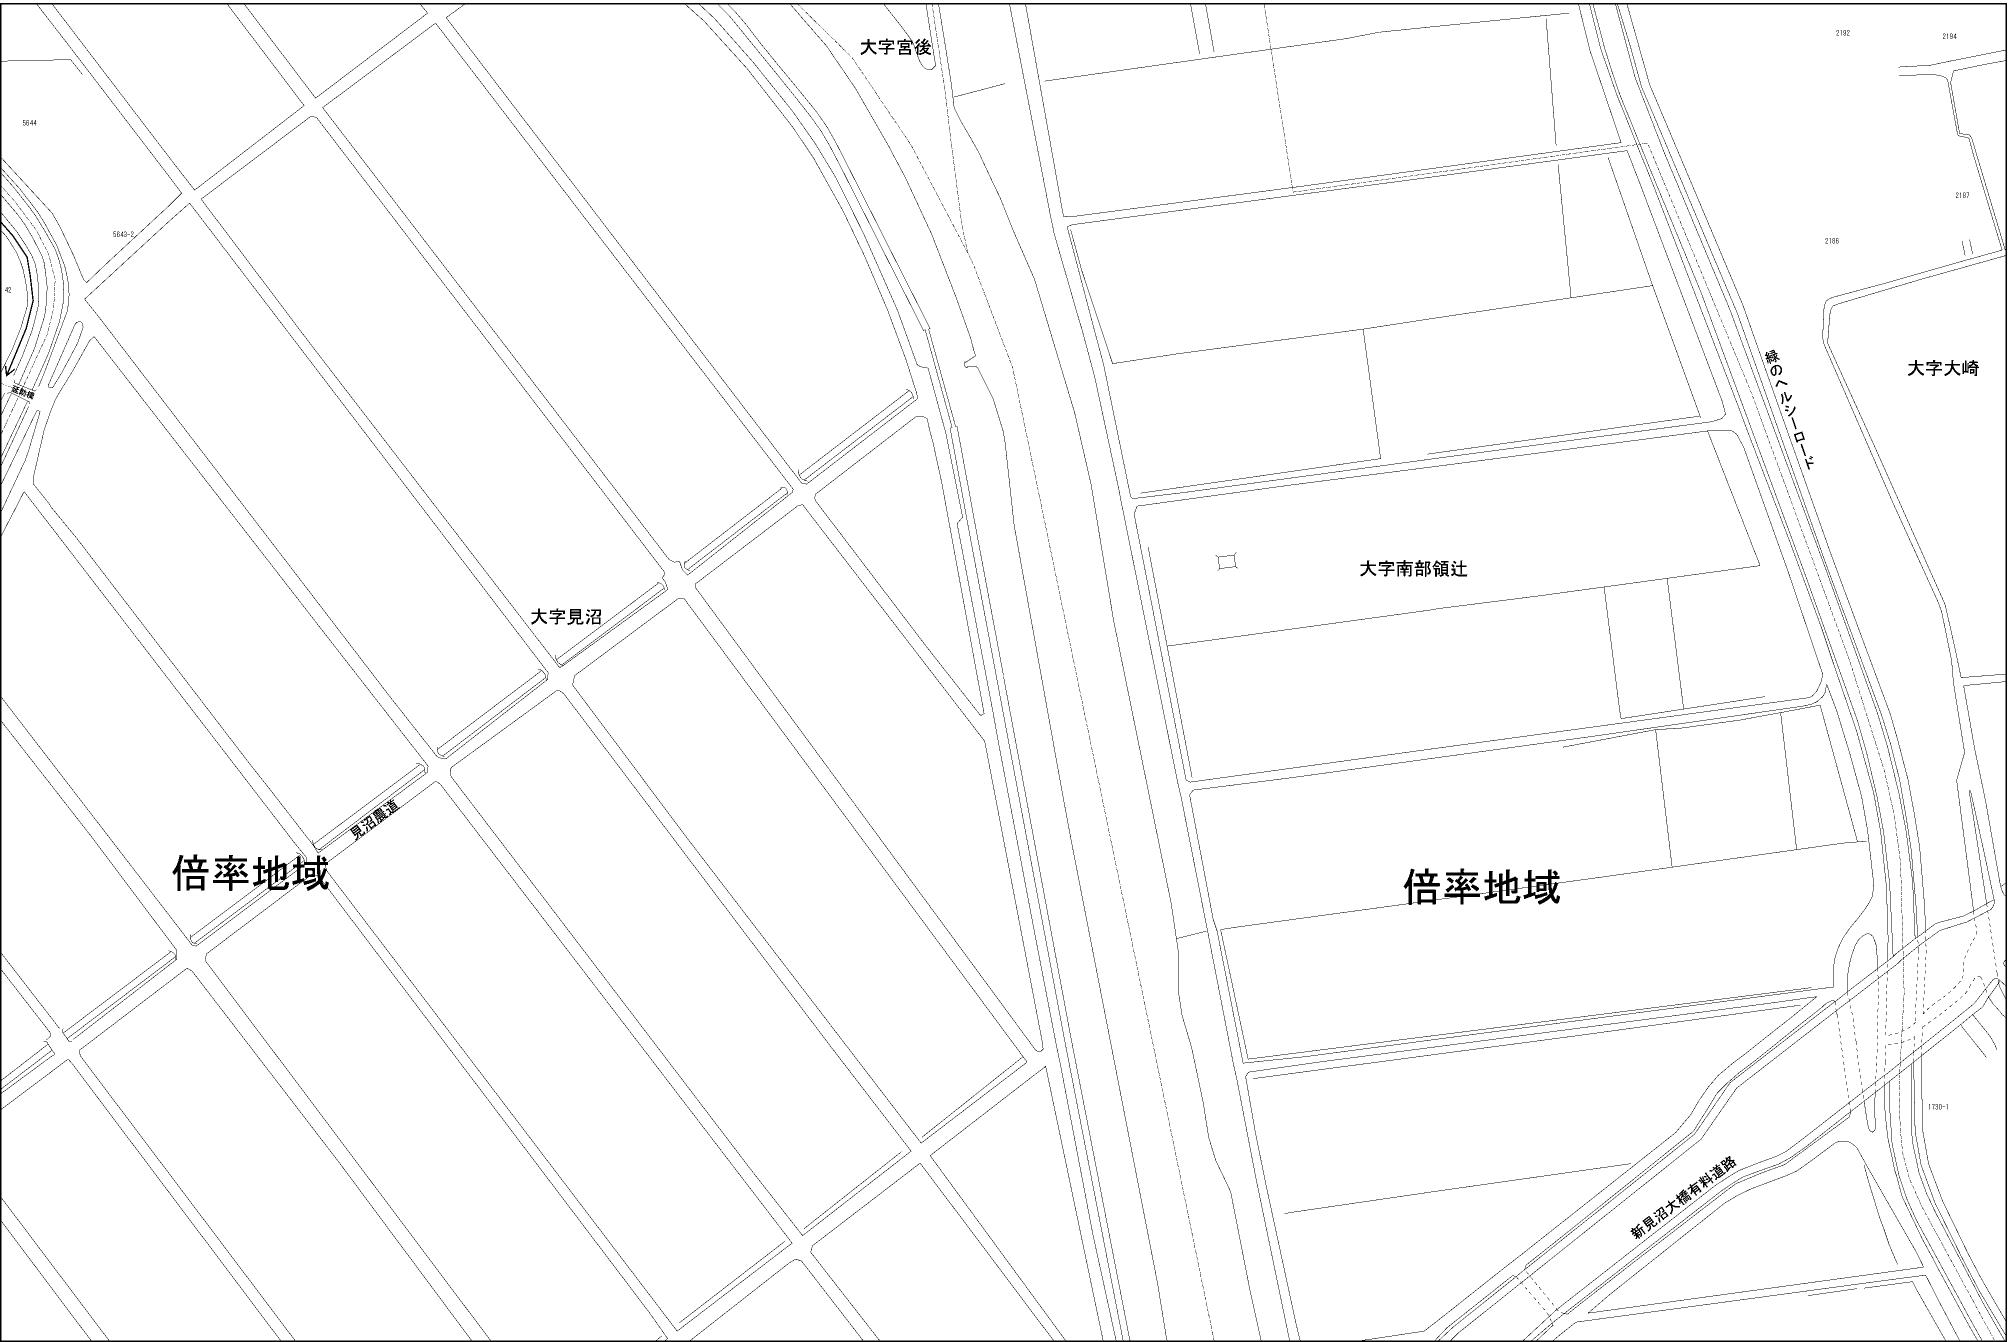 大字宮後
2192
2194
5644
2187
5643-2
2186
42
緑のヘルシーロード
大字大崎
大字南部領辻
大字見沼
見沼農道
倍率地域
倍率地域
1730-1
新見沼大橋有料道路